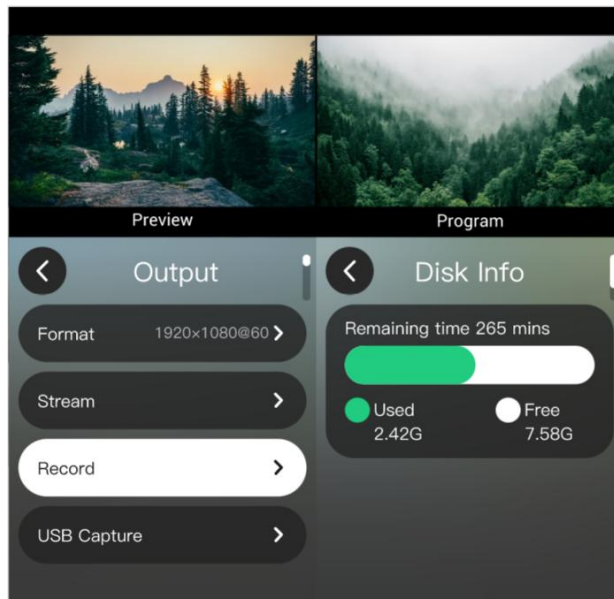 Preview
Program
Output
Disk Info
Format 1920×1080@60
Remaining time 265 mins
Stream
Used
Free
2.42G
7.58G
Record
USB Capture